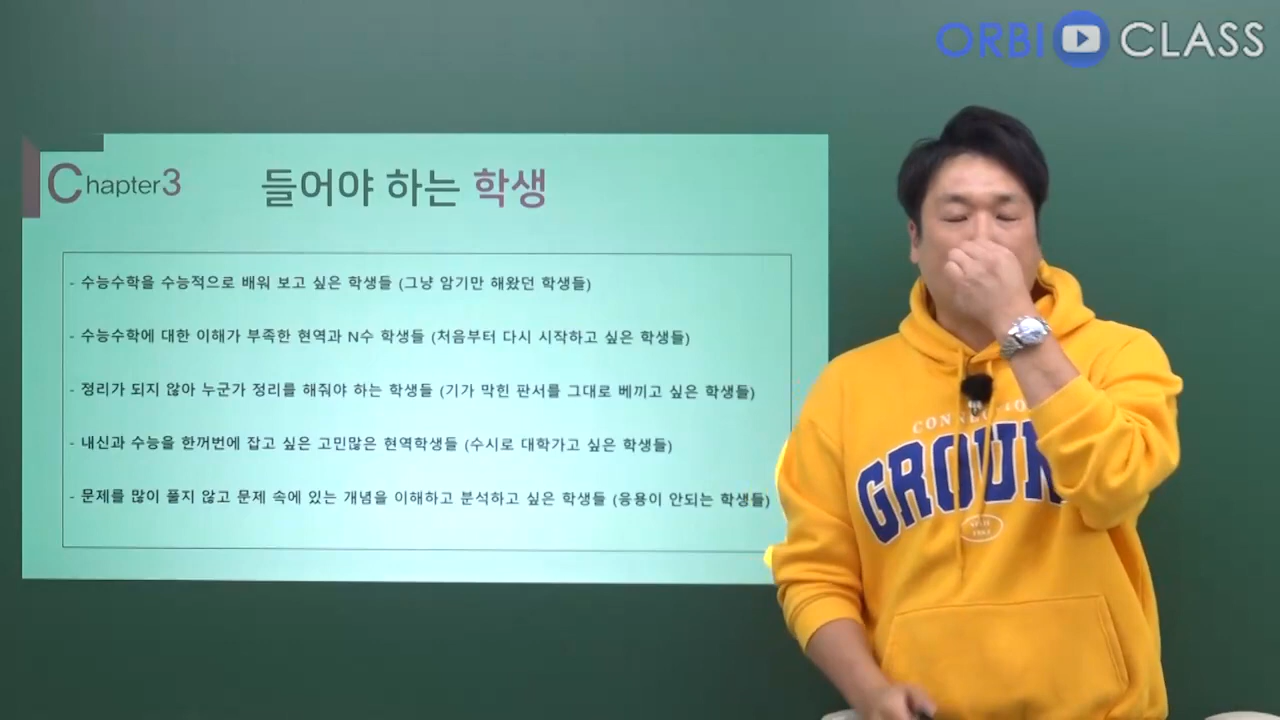 ORBI CLASS
Chapter3
들어야 하는 학생
- 수능수학을 수능적으로 배워 보고 싶은 학생들 (그냥 암기만 해왔던 학생들)
- 수능수학에 대한 이해가 부족한 현역과 N수 학생들 (처음부터 다시 시작하고 싶은 학생들)
- 정리가 되지 않아 누군가 정리를 해줘야 하는 학생들 (기가 막힌 판서를 그대로 베끼고 싶은 학생들)
- 내신과 수능을 한꺼번에 잡고 싶은 고민많은 현역학생들 (수시로 대학가고 싶은 학생들)
- 문제를 많이 풀지 않고 문제 속에 있는 개념을 이해하고 분석하고 싶은 학생들 (응용이 안되는 학생들)